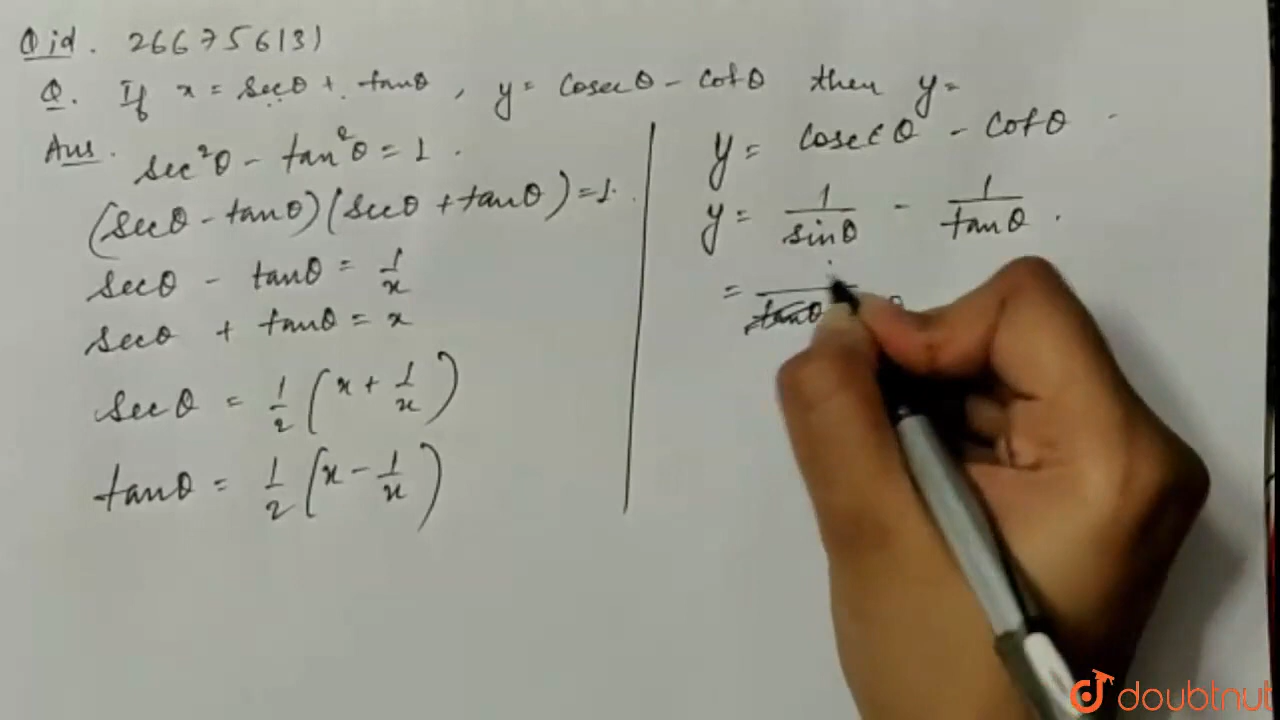 Q id. 266756131
Q. If x = secθ + tanθ, y = cosecθ - cotθ then y=
Ans.
sec²θ - tan²θ = 1.
(secθ - tanθ)(secθ + tanθ) = 1.
secθ - tanθ = 1/x
secθ + tanθ = x
secθ = 1/2 (x + 1/x)
tanθ = 1/2 (x - 1/x)
y = cosecθ - cotθ
y = 1/sinθ - 1/tanθ.
=
doubtnut